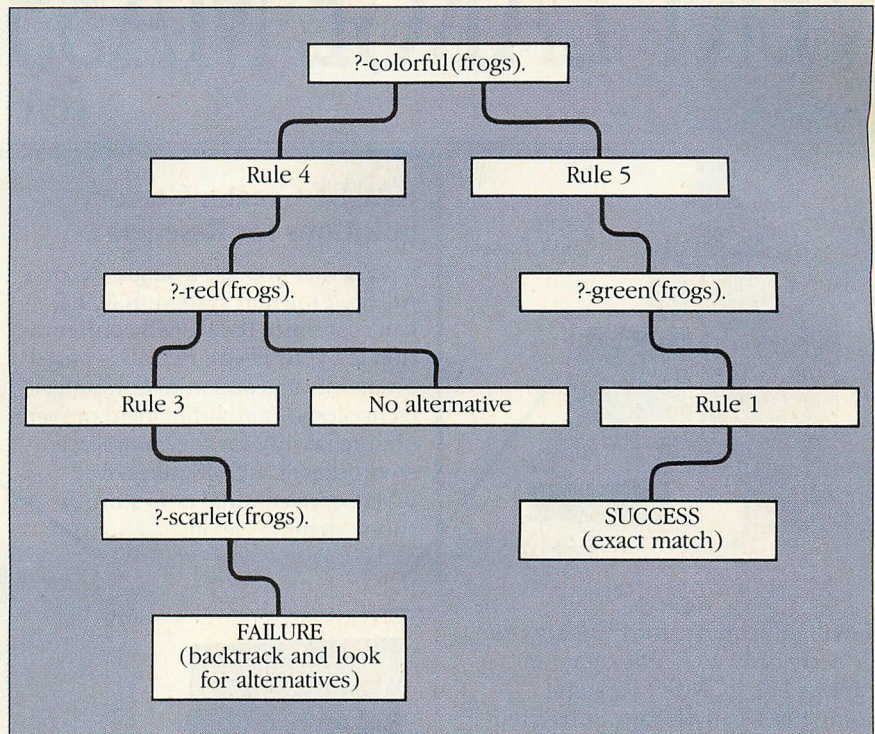 ?-colorful(frogs).
Rule 4
Rule 5
?-red(frogs).
?-green(frogs).
Rule 3
No alternative
Rule 1
?-scarlet(frogs).
SUCCESS
(exact match)
FAILURE
(backtrack and look
for alternatives)